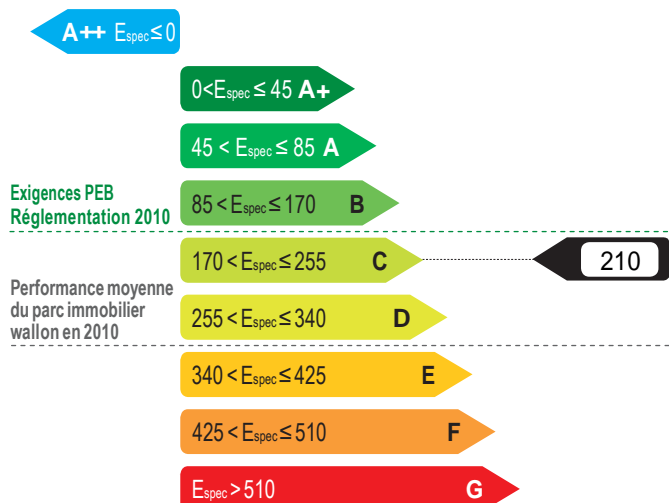 A++ Espec ≤ 0
0<Espec ≤ 45 A+
45 < Espec ≤ 85 A
Exigences PEB
Réglementation 2010
85 < Espec ≤ 170 B
170 < Espec ≤ 255 C
210
Performance moyenne
du parc immobilier
wallon en 2010
255 < Espec ≤ 340 D
340 < Espec ≤ 425 E
425 < Espec ≤ 510 F
Espec > 510 G